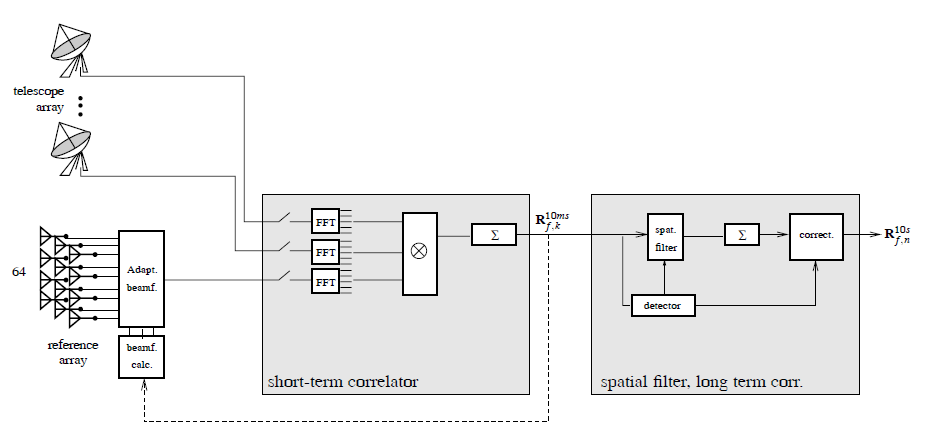 telescope
array
64
Adapt.
beamf.
reference
array
beamf.
calc.
FFT
FFT
FFT
⊗
Σ
short-term correlator
R^{10ms}_{f,k}
spat.
filter
Σ
correct.
detector
spatial filter, long term corr.
R^{10s}_{f,n}